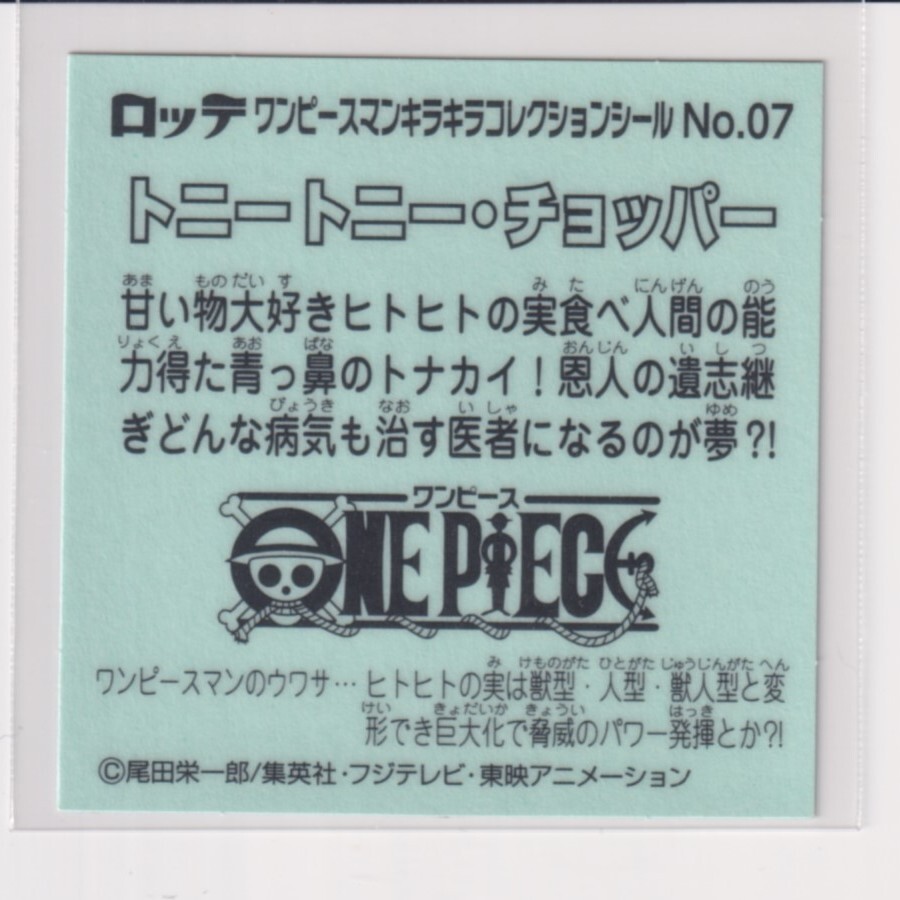 ロッテ ワンピースマンキラキラコレクションシール No.07
トニートニー・チョッパー
あま ものだいす みた にんげん のう
甘い物大好きヒトヒトの実食べ人間の能
りょくえ あお ばな おんじん いしつ
力得た青っ鼻のトナカイ！恩人の遺志継
びょうき なお いしゃ ゆめ
ぎどんな病気も治す医者になるのが夢?!
ワンピース
ONE PIECE
み けものがた ひとがた じゅうじんがた へん
ワンピースマンのウワサ… ヒトヒトの実は獣型・人型・獣人型と変
けい きょだいか きょうい はっき
形でき巨大化で脅威のパワー発揮とか?!
©尾田栄一郎/集英社・フジテレビ・東映アニメーション